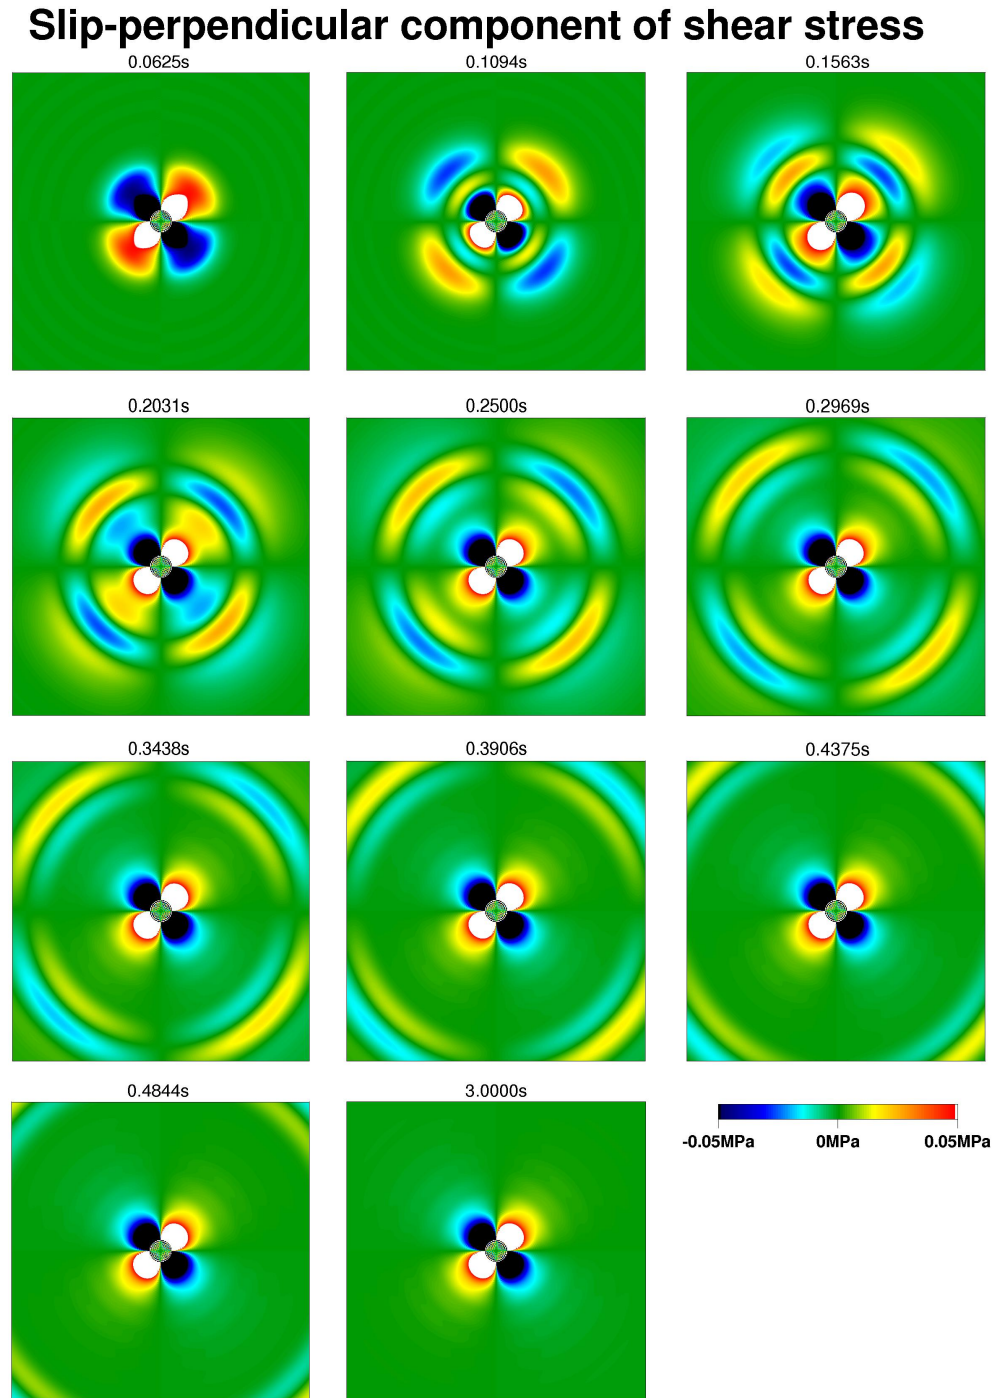 Slip-perpendicular component of shear stress
0.0625s
0.1094s
0.1563s
0.2031s
0.2500s
0.2969s
0.3438s
0.3906s
0.4375s
0.4844s
3.0000s
-0.05MPa 0MPa 0.05MPa